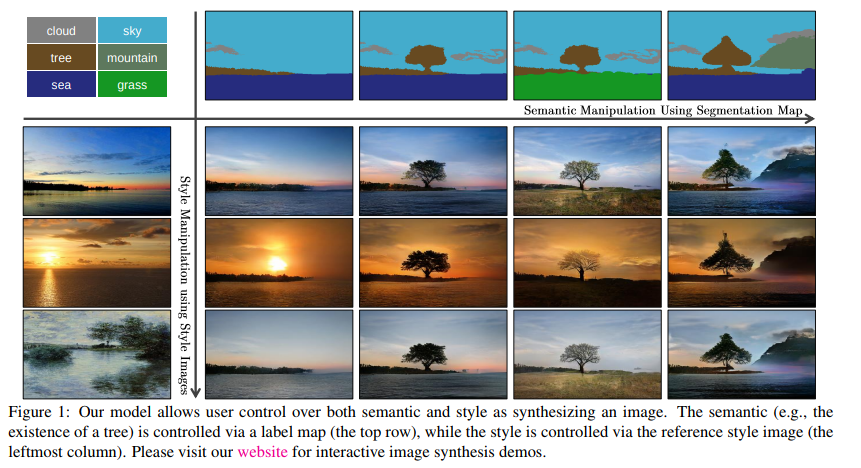 cloud
sky
tree
mountain
sea
grass
Semantic Manipulation Using Segmentation Map
Style Manipulation using Style Images
Figure 1: Our model allows user control over both semantic and style as synthesizing an image. The semantic (e.g., the
existence of a tree) is controlled via a label map (the top row), while the style is controlled via the reference style image (the
leftmost column). Please visit our website for interactive image synthesis demos.